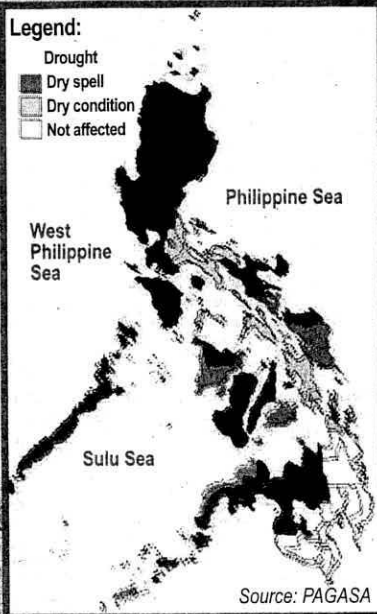 Legend:
Drought
Dry spell
Dry condition
Not affected
Philippine Sea
West
Philippine
Sea
Sulu Sea
Source: PAGASA